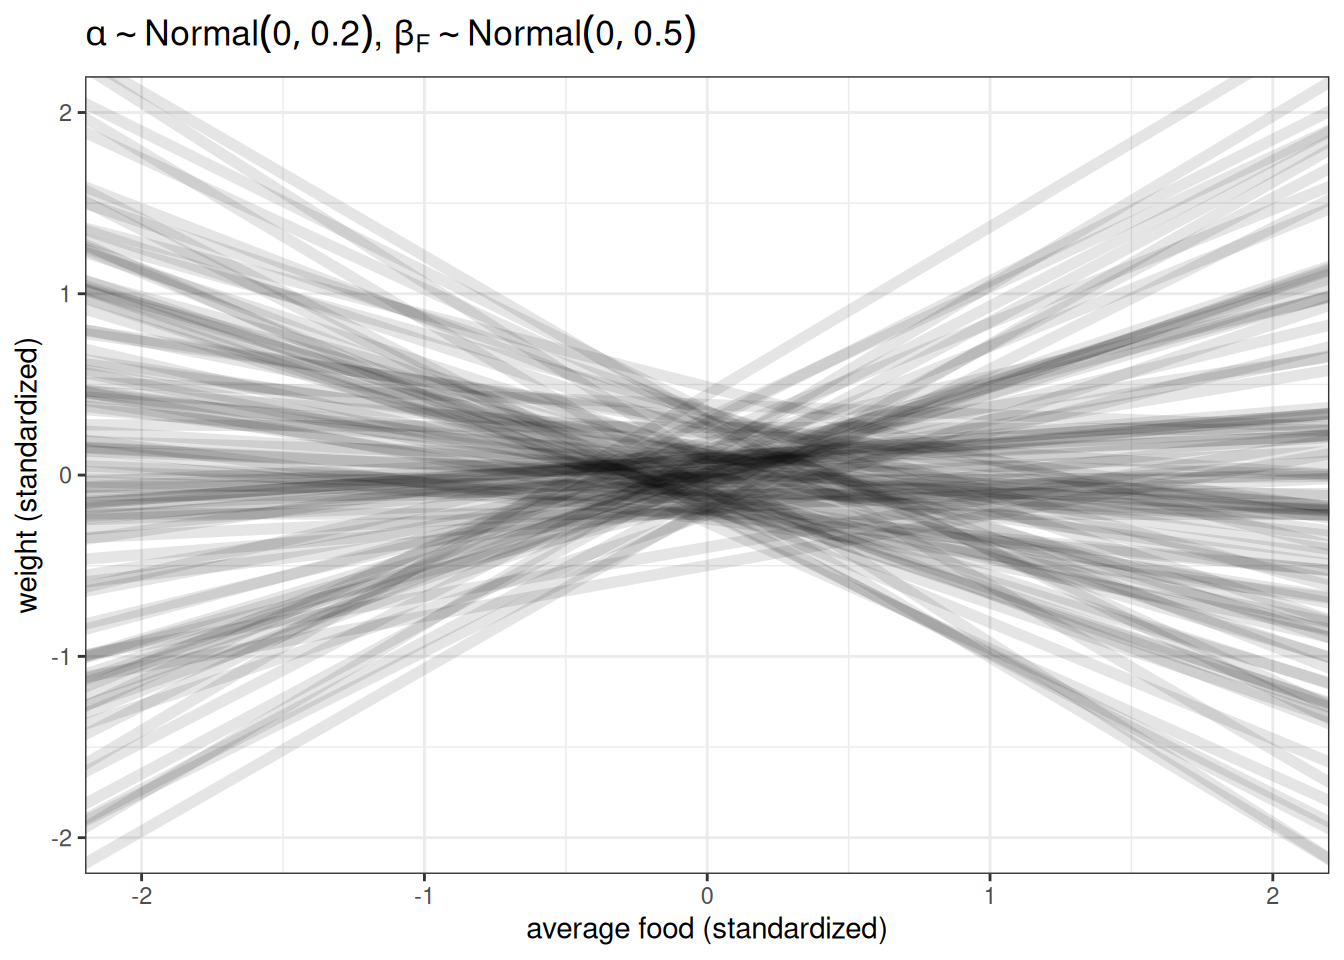 α ~ Normal(0, 0.2), β_F ~ Normal(0, 0.5)
2
1
0
-1
-2
weight (standardized)
-2 -1 0 1 2
average food (standardized)